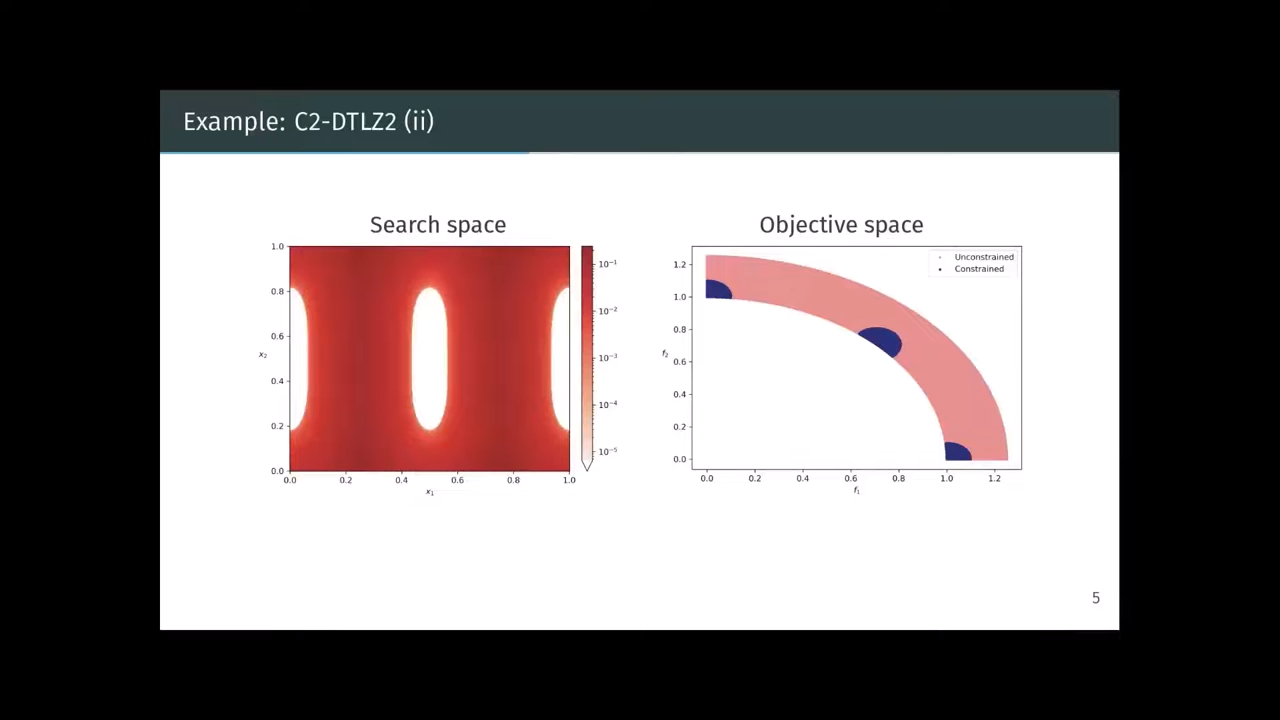 Example: C2-DTLZ2 (ii)
Search space
1.0
0.8
0.6
x₂
0.4
0.2
0.0
0.0 0.2 0.4 0.6 0.8 1.0
x₁
10⁻¹
10⁻²
10⁻³
10⁻⁴
10⁻⁵
Objective space
Unconstrained
Constrained
1.2
1.0
0.8
f₂
0.6
0.4
0.2
0.0
0.0 0.2 0.4 0.6 0.8 1.0 1.2
f₁
5